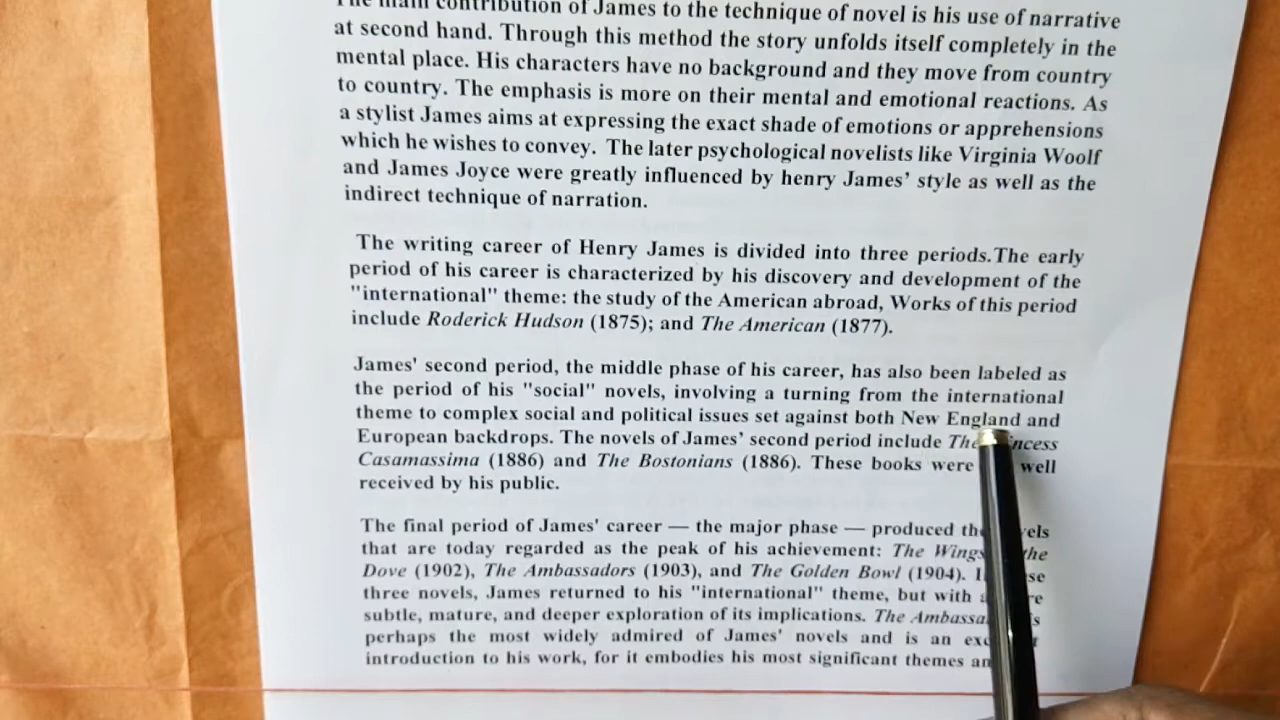 The main contribution of James to the technique of novel is his use of narrative
at second hand. Through this method the story unfolds itself completely in the
mental place. His characters have no background and they move from country
to country. The emphasis is more on their mental and emotional reactions. As
a stylist James aims at expressing the exact shade of emotions or apprehensions
which he wishes to convey. The later psychological novelists like Virginia Woolf
and James Joyce were greatly influenced by henry James' style as well as the
indirect technique of narration.
The writing career of Henry James is divided into three periods.The early
period of his career is characterized by his discovery and development of the
"international" theme: the study of the American abroad, Works of this period
include Roderick Hudson (1875); and The American (1877).
James' second period, the middle phase of his career, has also been labeled as
the period of his "social" novels, involving a turning from the international
theme to complex social and political issues set against both New England and
European backdrops. The novels of James' second period include The
Casamassima (1886) and The Bostonians (1886). These books were well
received by his public.
The final period of James' career — the major phase — produced
that are today regarded as the peak of his achievement: The Wings the
Dove (1902), The Ambassadors (1903), and The Golden Bowl (1904).
three novels, James returned to his "international" theme, but with
subtle, mature, and deeper exploration of its implications. The
perhaps the most widely admired of James' novels and is an
introduction to his work, for it embodies his most significant themes